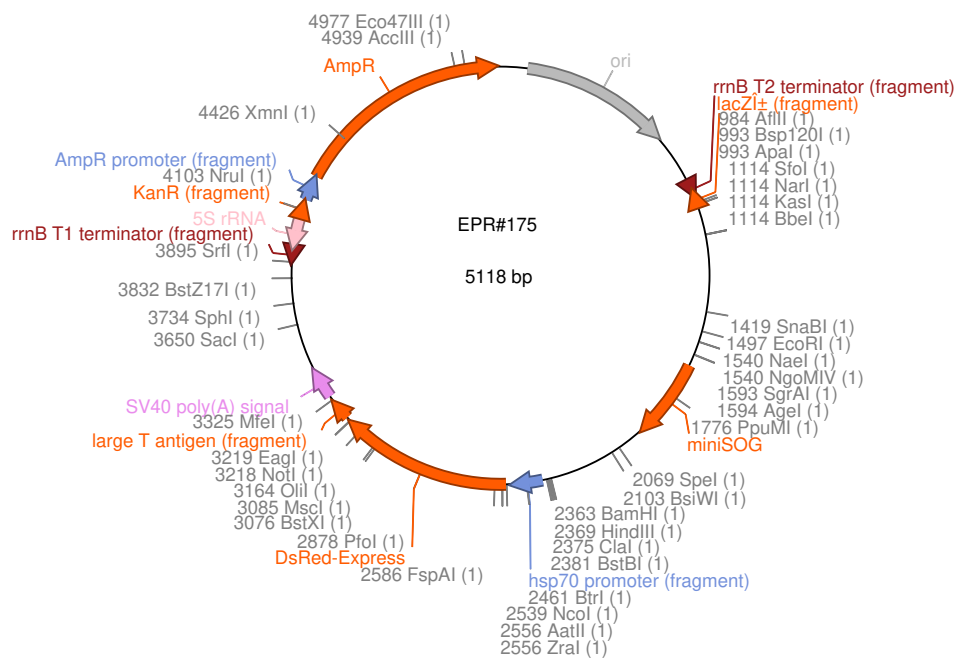 4977 Eco47III (1)
4939 AccIII (1)
AmpR
ori
rrnB T2 terminator (fragment)
lacZÎ± (fragment)
984 AflII (1)
993 Bsp120I (1)
993 ApaI (1)
1114 SfoI (1)
1114 NarI (1)
1114 KasI (1)
1114 BbeI (1)
4426 XmnI (1)
AmpR promoter (fragment)
4103 NruI (1)
KanR (fragment)
5S rRNA
rrnB T1 terminator (fragment)
3895 SrfI (1)
3832 BstZ17I (1)
3734 SphI (1)
3650 SacI (1)
EPR#175
5118 bp
1419 SnaBI (1)
1497 EcoRI (1)
1540 NaeI (1)
1540 NgoMIV (1)
1593 SgrAI (1)
1594 AgeI (1)
1776 PpuMI (1)
miniSOG
SV40 poly(A) signal
3325 MfeI (1)
large T antigen (fragment)
3219 EagI (1)
3218 NotI (1)
3164 OliI (1)
3085 MscI (1)
3076 BstXI (1)
2878 PfoI (1)
DsRed-Express
2586 FspAI (1)
2069 SpeI (1)
2103 BsiWI (1)
2363 BamHI (1)
2369 HindIII (1)
2375 ClaI (1)
2381 BstBI (1)
hsp70 promoter (fragment)
2461 BtrI (1)
2539 NcoI (1)
2556 AatII (1)
2556 ZraI (1)